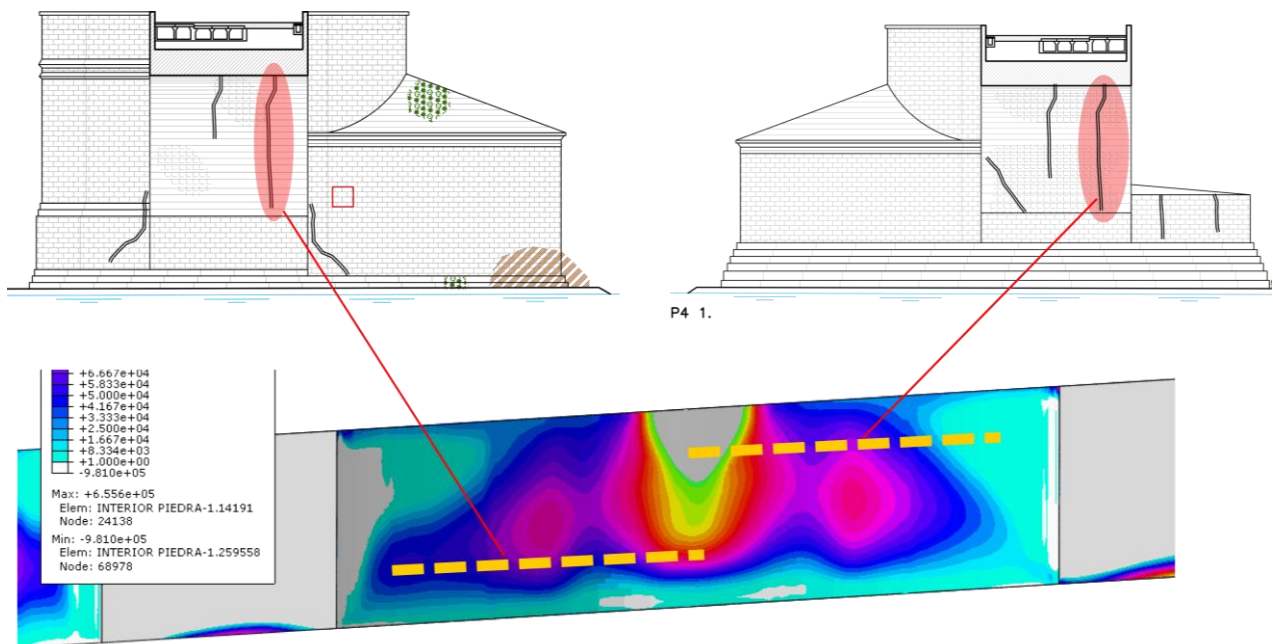 P4 1.
+6.667e+04
+5.833e+04
+5.000e+04
+4.167e+04
+3.333e+04
+2.500e+04
+1.667e+04
+8.334e+03
+1.000e+00
-9.810e+05
Max: +6.556e+05
Elem: INTERIOR PIEDRA-1.14191
Node: 24138
Min: -9.810e+05
Elem: INTERIOR PIEDRA-1.259558
Node: 68978